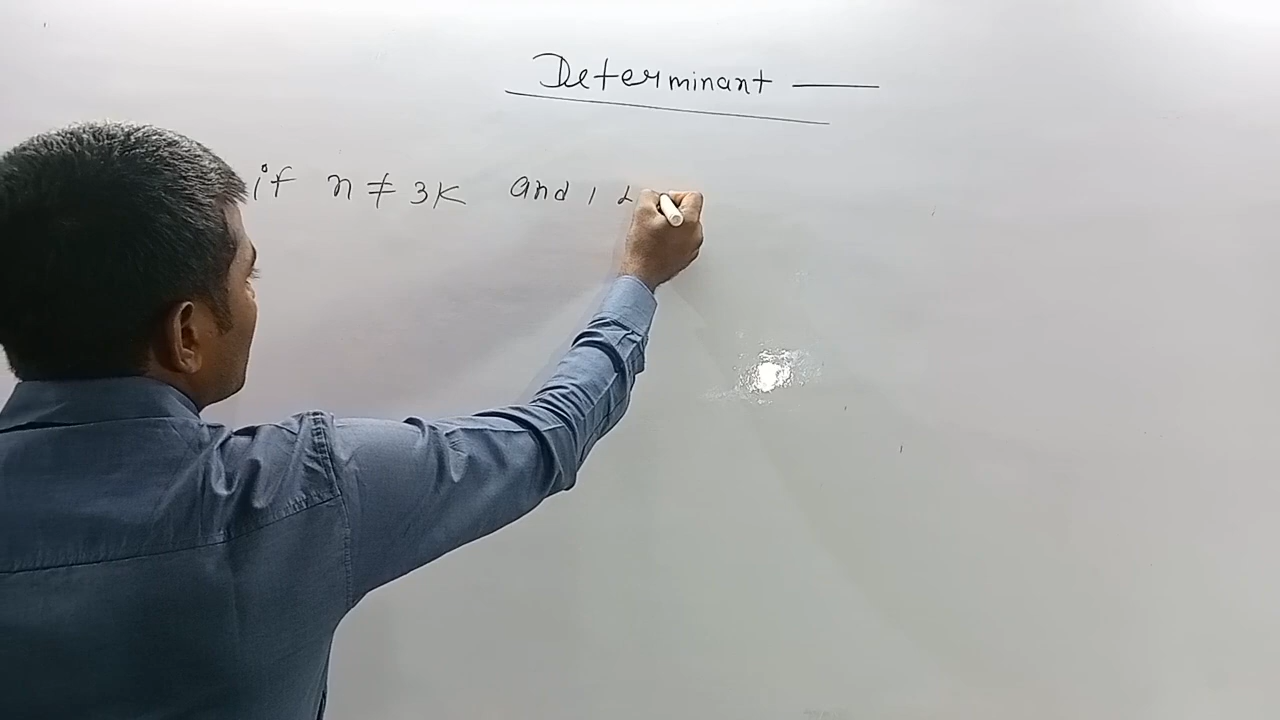 Determinant
if n ≠ 3K and 1